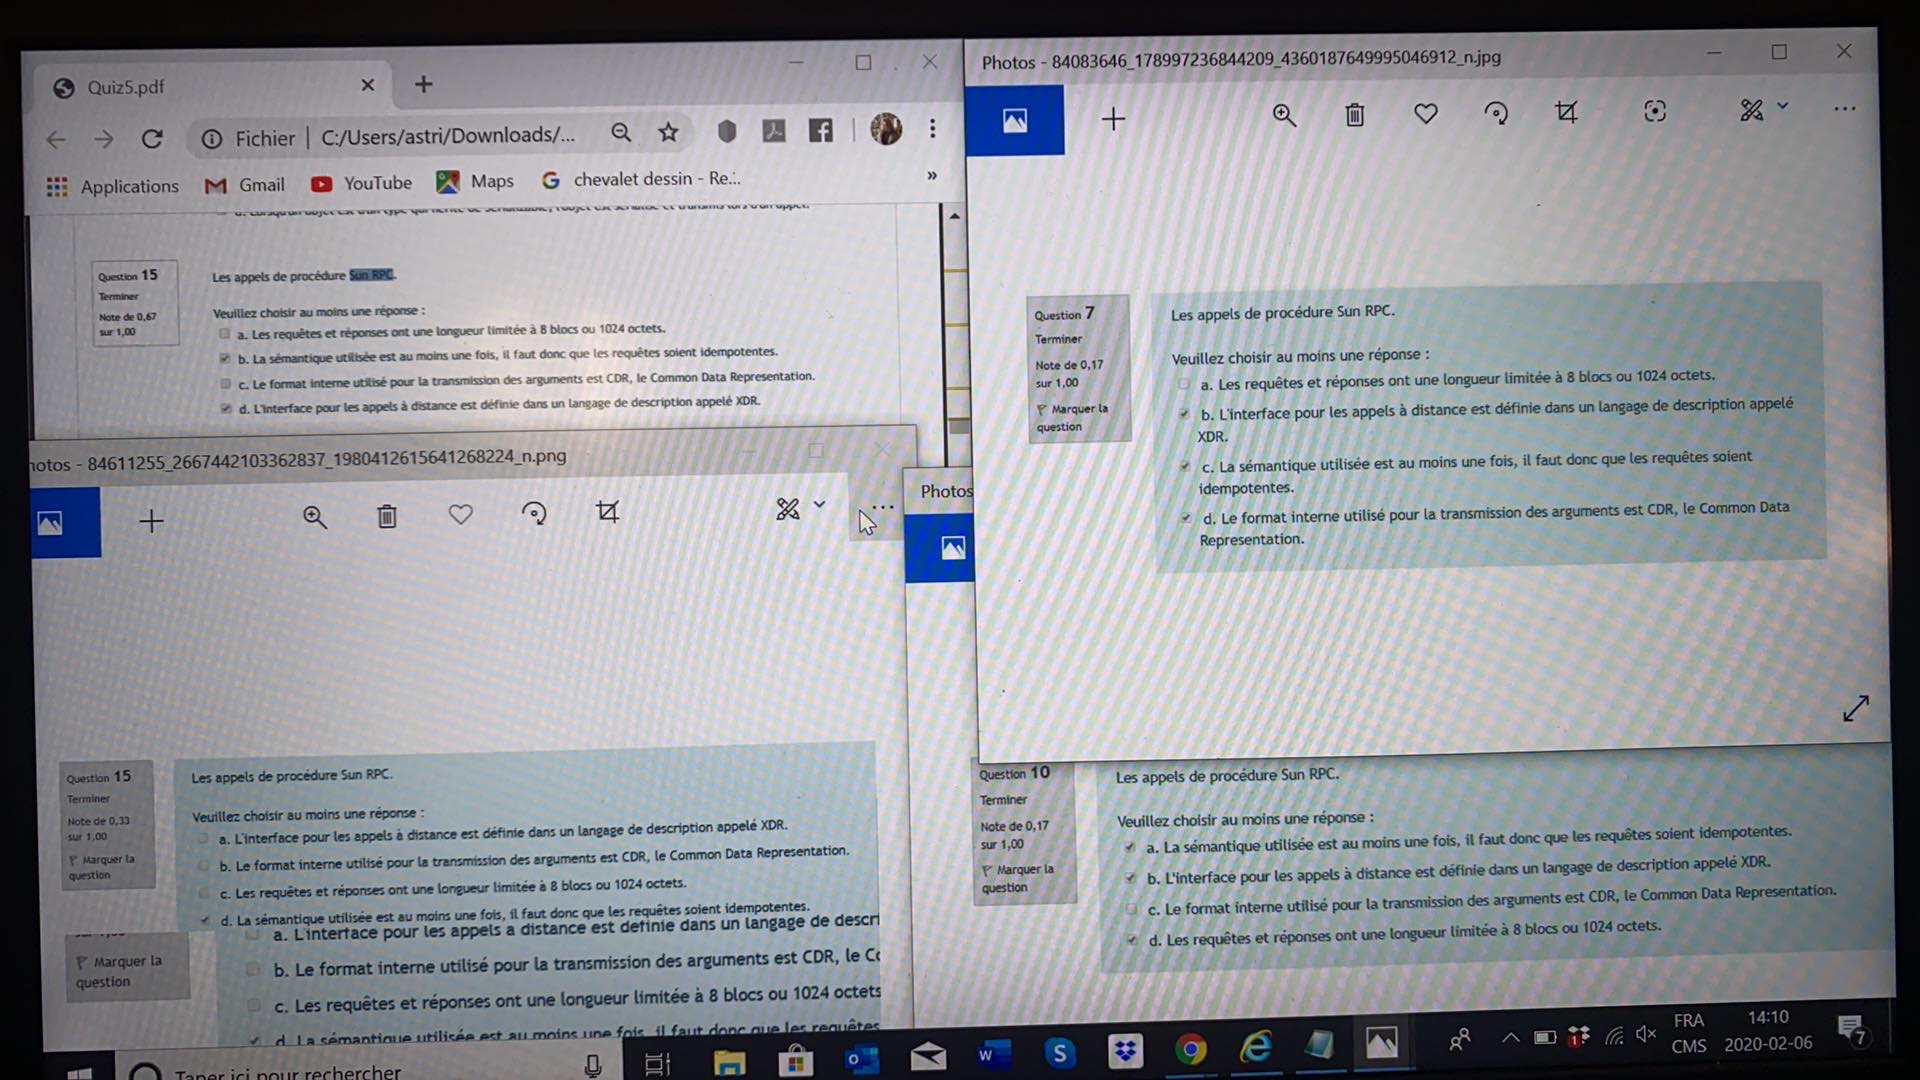 Quiz5.pdf
Fichier | C:/Users/astri/Downloads/...
Applications Gmail YouTube Maps chevalet dessin - Re... »
Question 15
Terminer
Note de 0,67
sur 1,00
Les appels de procédure Sun RPC.
Veuillez choisir au moins une réponse :
a. Les requêtes et réponses ont une longueur limitée à 8 blocs ou 1024 octets.
b. La sémantique utilisée est au moins une fois, il faut donc que les requêtes soient idempotentes.
c. Le format interne utilisé pour la transmission des arguments est CDR, le Common Data Representation.
d. L'interface pour les appels à distance est définie dans un langage de description appelé XDR.
Photos - 84083646_178997236844209_4360187649995046912_n.jpg
Question 7
Terminer
Note de 0,17
sur 1,00
Marquer la
question
Les appels de procédure Sun RPC.
Veuillez choisir au moins une réponse :
a. Les requêtes et réponses ont une longueur limitée à 8 blocs ou 1024 octets.
b. L'interface pour les appels à distance est définie dans un langage de description appelé
XDR.
c. La sémantique utilisée est au moins une fois, il faut donc que les requêtes soient
idempotentes.
d. Le format interne utilisé pour la transmission des arguments est CDR, le Common Data
Representation.
hotos - 84611255_2667442103362837_1980412615641268224_n.png
Question 15
Terminer
Note de 0,33
sur 1,00
Marquer la
question
Les appels de procédure Sun RPC.
Veuillez choisir au moins une réponse :
a. L'interface pour les appels à distance est définie dans un langage de description appelé XDR.
b. Le format interne utilisé pour la transmission des arguments est CDR, le Common Data Representation.
c. Les requêtes et réponses ont une longueur limitée à 8 blocs ou 1024 octets.
d. La sémantique utilisée est au moins une fois, il faut donc que les requêtes soient idempotentes.
Marquer la
question
a. L'interface pour les appels à distance est définie dans un langage de descri
b. Le format interne utilisé pour la transmission des arguments est CDR, le Co
c. Les requêtes et réponses ont une longueur limitée à 8 blocs ou 1024 octets
d. La sémantique utilisée est au moins une fois, il faut donc que les requêtes
Photos
Question 10
Terminer
Note de 0,17
sur 1,00
Marquer la
question
Les appels de procédure Sun RPC.
Veuillez choisir au moins une réponse :
a. La sémantique utilisée est au moins une fois, il faut donc que les requêtes soient idempotentes.
b. L'interface pour les appels à distance est définie dans un langage de description appelé XDR.
c. Le format interne utilisé pour la transmission des arguments est CDR, le Common Data Representation.
d. Les requêtes et réponses ont une longueur limitée à 8 blocs ou 1024 octets.
Taper ici pour rechercher
FRA
CMS
14:10
2020-02-06
7